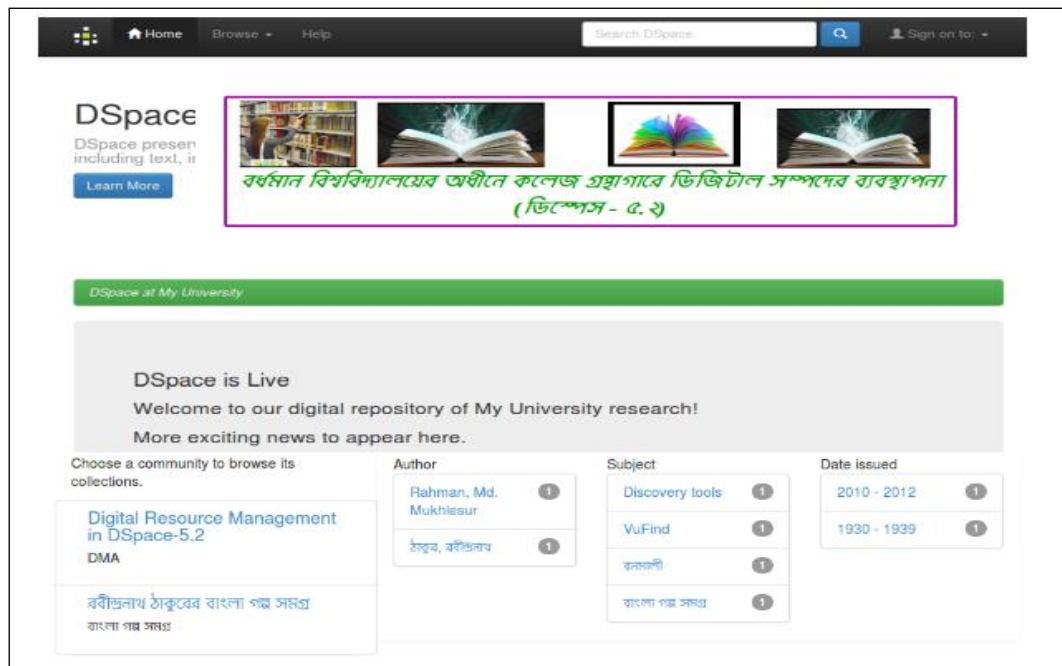 Home Browse Help Search DSpace Sign on to:
DSpace
DSpace presen
including text, ir
Learn More
বর্ধমান বিশ্ববিদ্যালয়ের অধীনে কলেজ গ্রন্থাগারে ডিজিটাল সম্পদের ব্যবস্থাপনা
(ডিস্পেস - ৫.২)
DSpace at My University
DSpace is Live
Welcome to our digital repository of My University research!
More exciting news to appear here.
Choose a community to browse its
collections.
Digital Resource Management
in DSpace-5.2
DMA
রবীন্দ্রনাথ ঠাকুরের বাংলা গল্প সমগ্র
বাংলা গল্প সমগ্র
Author
Rahman, Md. 1
Mukhlesur
ঠাকুর, রবীন্দ্রনাথ 1
Subject
Discovery tools 1
VuFind 1
বনমালী 1
বাংলা গল্প সমগ্র 1
Date issued
2010 - 2012 1
1930 - 1939 1